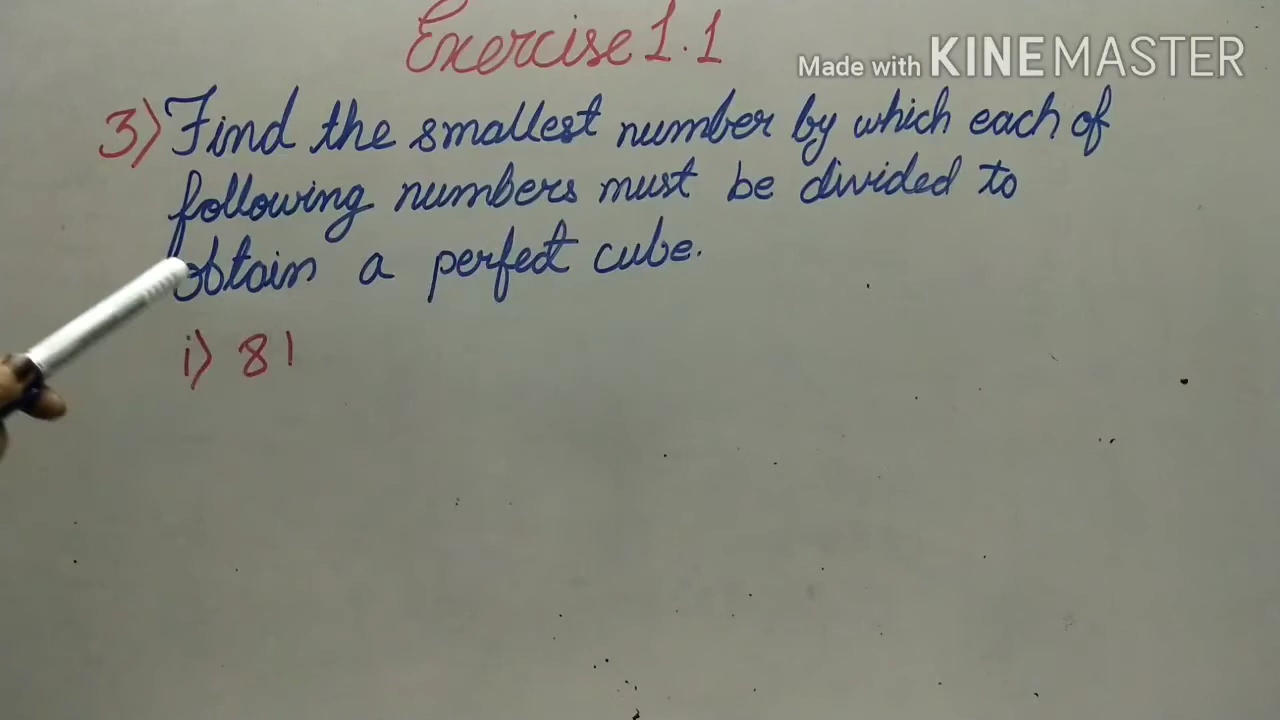 Exercise 1.1
Made with KINEMASTER
3) Find the smallest number by which each of
following numbers must be divided to
obtain a perfect cube.
i) 81